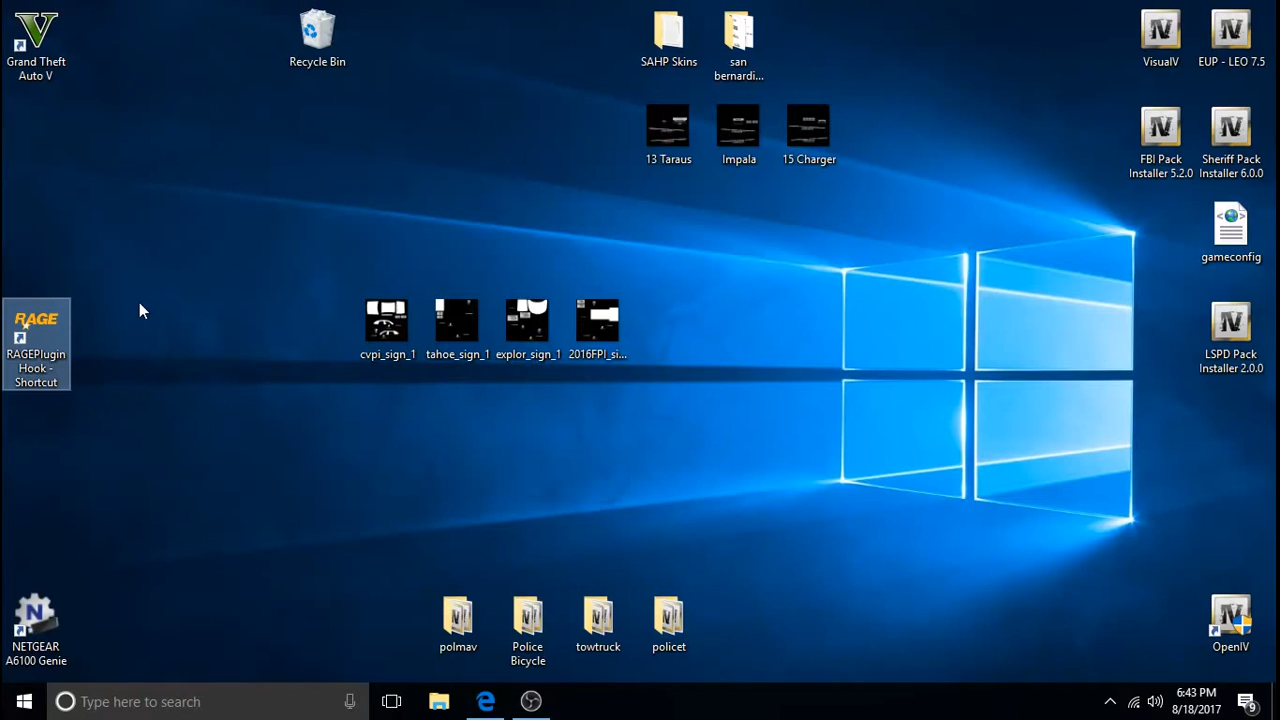 Grand Theft
Auto V
Recycle Bin
SAHP Skins
san
bernardi...
VisualV
EUP - LEO 7.5
13 Taraus
Impala
15 Charger
FBI Pack
Installer 5.2.0
Sheriff Pack
Installer 6.0.0
gameconfig
RAGE
RAGEPlugin
Hook -
Shortcut
cvpi_sign_1
tahoe_sign_1
explor_sign_1
2016FPI_si...
LSPD Pack
Installer 2.0.0
NETGEAR
A6100 Genie
polmav
Police
Bicycle
towtruck
policet
OpenIV
Type here to search
6:43 PM
8/18/2017
9